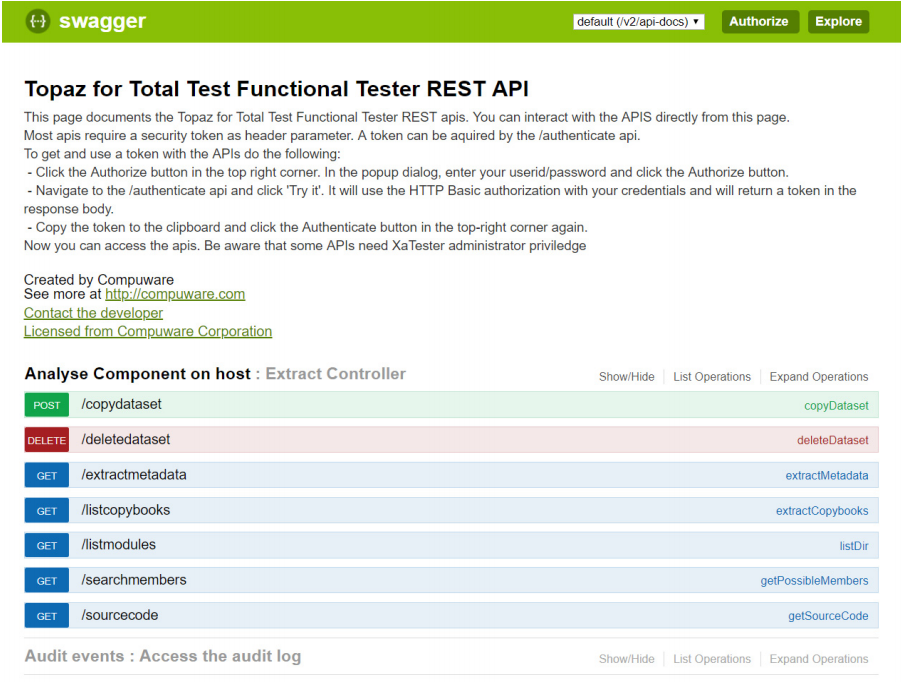 {···} swagger default (/v2/api-docs) ▾ Authorize Explore
Topaz for Total Test Functional Tester REST API
This page documents the Topaz for Total Test Functional Tester REST apis. You can interact with the APIS directly from this page.
Most apis require a security token as header parameter. A token can be aquired by the /authenticate api.
To get and use a token with the APIs do the following:
- Click the Authorize button in the top right corner. In the popup dialog, enter your userid/password and click the Authorize button.
- Navigate to the /authenticate api and click 'Try it'. It will use the HTTP Basic authorization with your credentials and will return a token in the
response body.
- Copy the token to the clipboard and click the Authenticate button in the top-right corner again.
Now you can access the apis. Be aware that some APIs need XaTester administrator priviledge
Created by Compuware
See more at http://compuware.com
Contact the developer
Licensed from Compuware Corporation
Analyse Component on host : Extract Controller Show/Hide List Operations Expand Operations
POST /copydataset copyDataset
DELETE /deletedataset deleteDataset
GET /extractmetadata extractMetadata
GET /listcopybooks extractCopybooks
GET /listmodules listDir
GET /searchmembers getPossibleMembers
GET /sourcecode getSourceCode
Audit events : Access the audit log Show/Hide List Operations Expand Operations